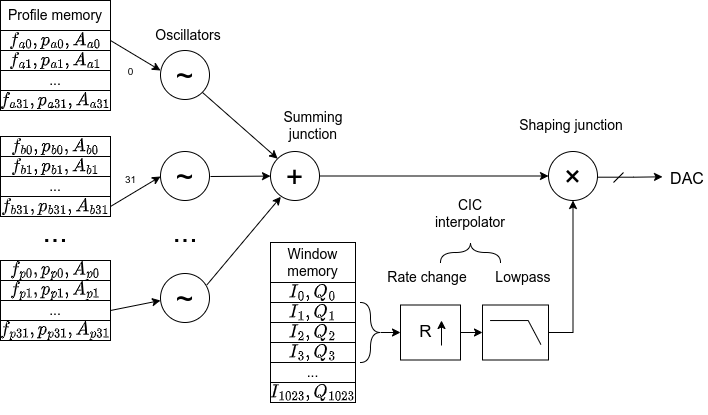 Profile memory
f_{a0}, p_{a0}, A_{a0}
f_{a1}, p_{a1}, A_{a1}
...
f_{a31}, p_{a31}, A_{a31}
0
Oscillators
~
f_{b0}, p_{b0}, A_{b0}
f_{b1}, p_{b1}, A_{b1}
...
f_{b31}, p_{b31}, A_{b31}
31
~
...
...
f_{p0}, p_{p0}, A_{p0}
f_{p1}, p_{p1}, A_{p1}
...
f_{p31}, p_{p31}, A_{p31}
~
Summing
junction
+
Shaping junction
×
DAC
CIC
interpolator
Rate change
Lowpass
R
Window
memory
I_0, Q_0
I_1, Q_1
I_2, Q_2
I_3, Q_3
...
I_{1023}, Q_{1023}